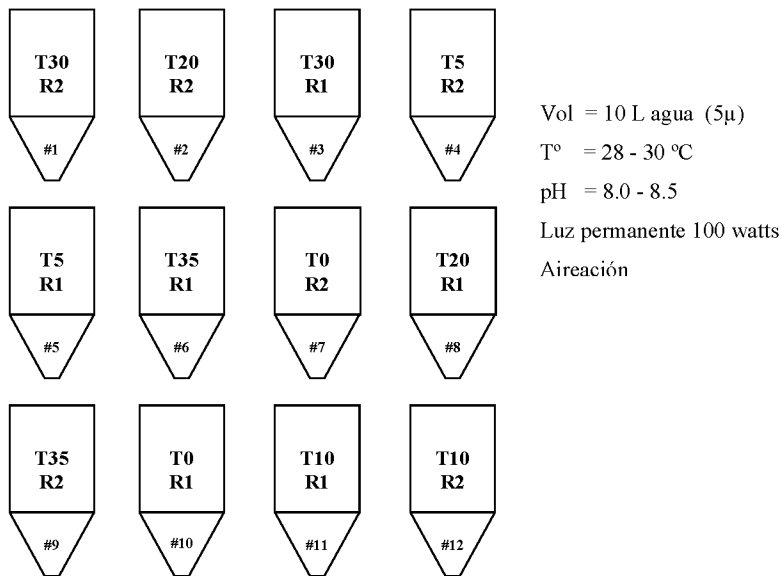 T30
R2
#1
T20
R2
#2
T30
R1
#3
T5
R2
#4
T5
R1
#5
T35
R1
#6
T0
R2
#7
T20
R1
#8
T35
R2
#9
T0
R1
#10
T10
R1
#11
T10
R2
#12
Vol = 10 L agua (5µ)
Tº = 28 - 30 ºC
pH = 8.0 - 8.5
Luz permanente 100 watts
Aireación